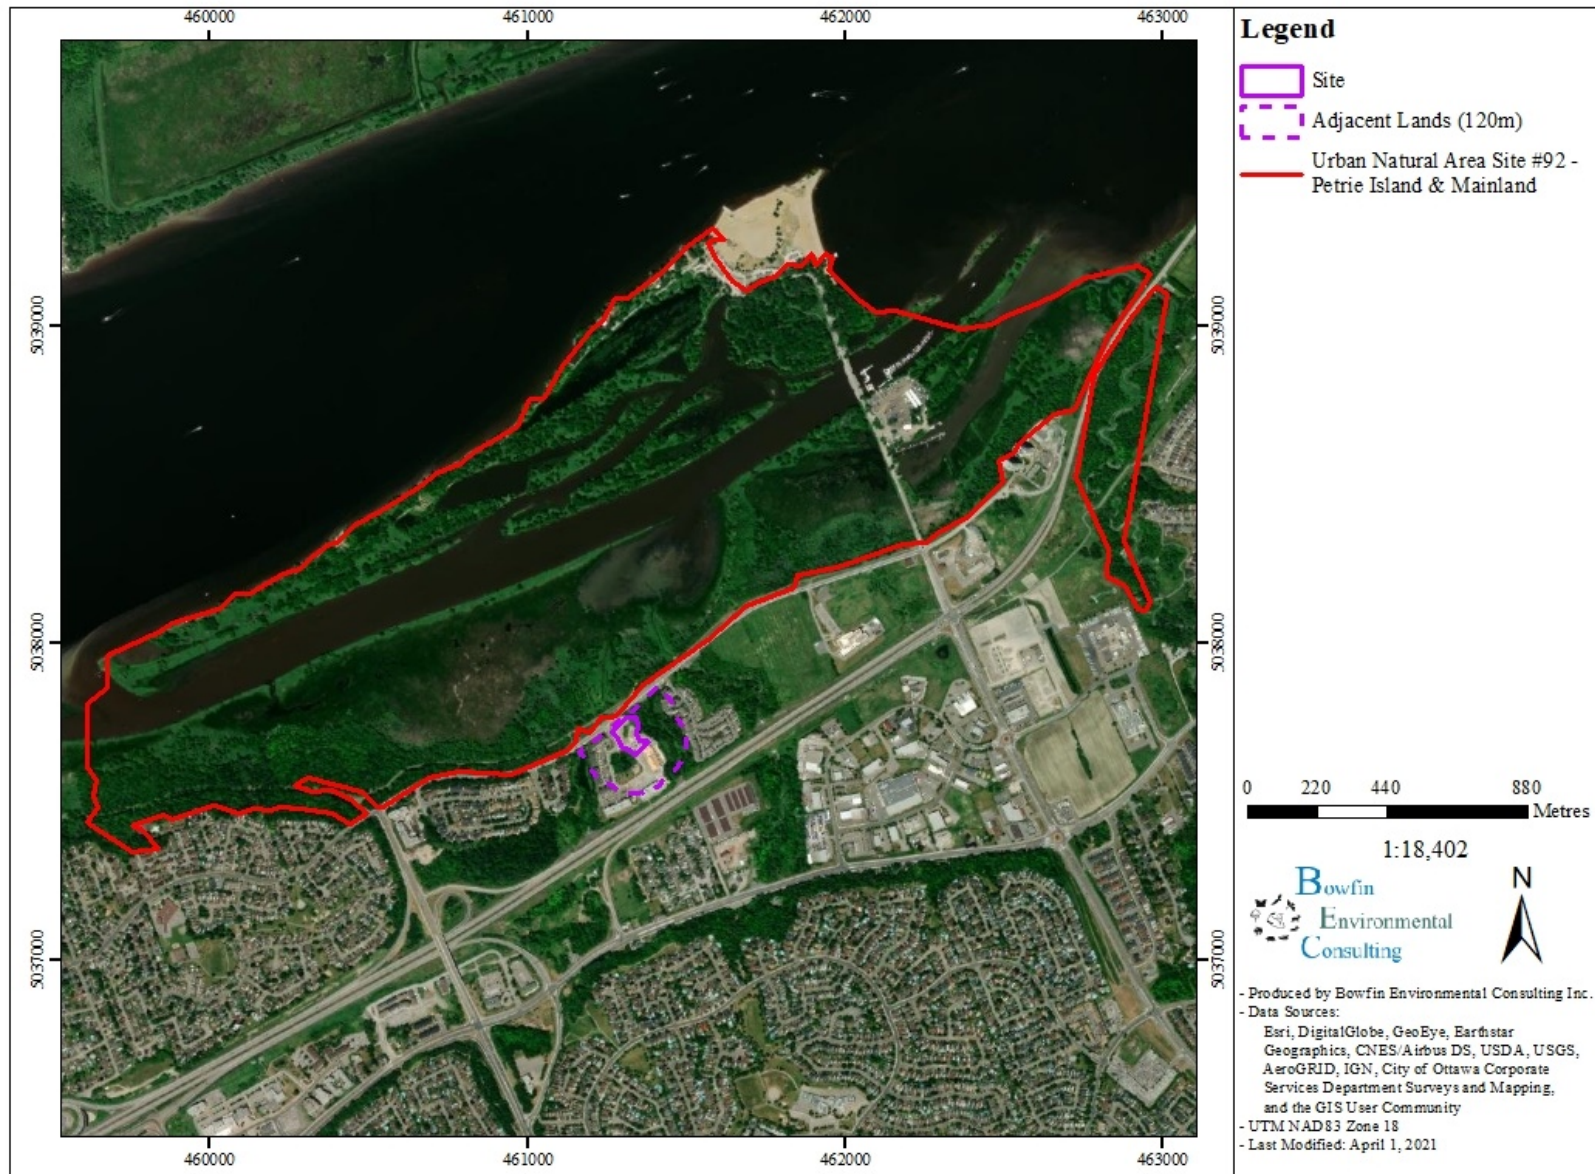 460000 461000 462000 463000
5039000 5039000
5038000 5038000
5037000 5037000
460000 461000 462000 463000
Legend
Site
Adjacent Lands (120m)
Urban Natural Area Site #92 -
Petrie Island & Mainland
0 220 440 880
Metres
1:18,402
Bowfin
Environmental
Consulting
N
- Produced by Bowfin Environmental Consulting Inc.
- Data Sources:
Esri, DigitalGlobe, GeoEye, Earthstar
Geographics, CNES/Airbus DS, USDA, USGS,
AeroGRID, IGN, City of Ottawa Corporate
Services Department Surveys and Mapping,
and the GIS User Community
- UTM NAD83 Zone 18
- Last Modified: April 1, 2021